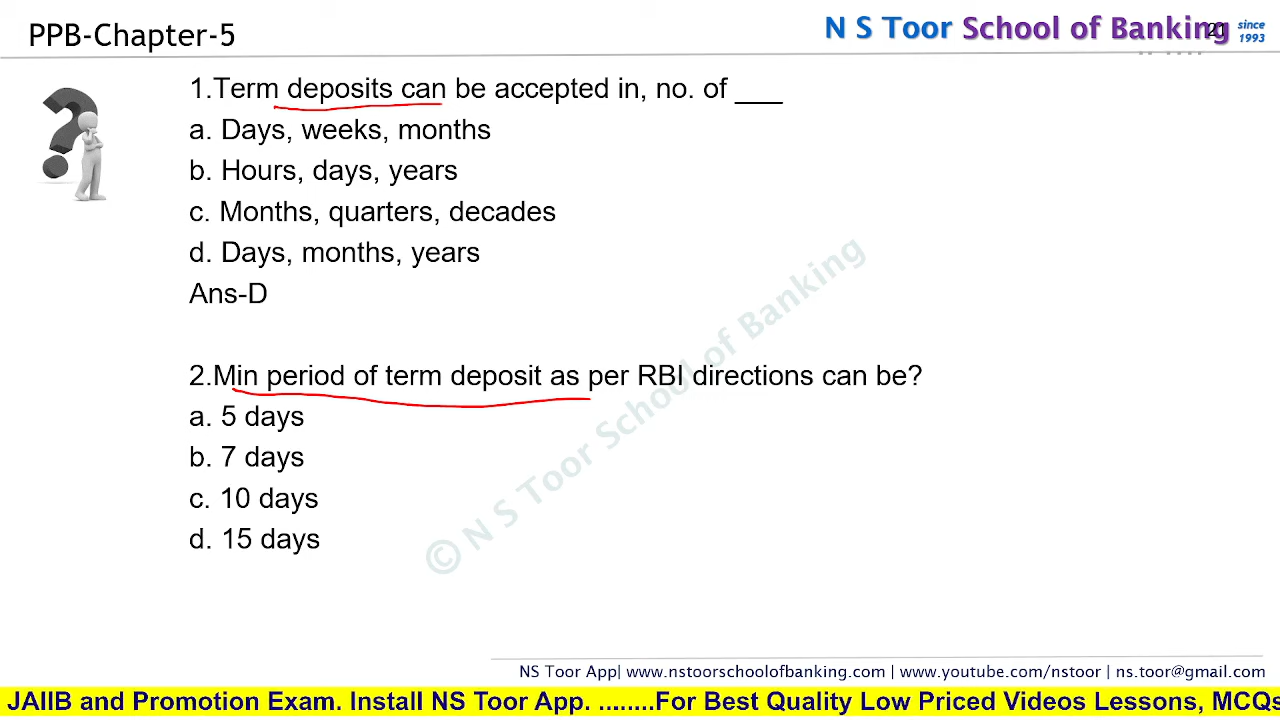 PPB-Chapter-5
N S Toor School of Banking since 1993
21
1.Term deposits can be accepted in, no. of ___
a. Days, weeks, months
b. Hours, days, years
c. Months, quarters, decades
d. Days, months, years
Ans-D
2.Min period of term deposit as per RBI directions can be?
a. 5 days
b. 7 days
c. 10 days
d. 15 days
© N S Toor School of Banking
NS Toor App| www.nstoorschoolofbanking.com | www.youtube.com/nstoor | ns.toor@gmail.com
JAIIB and Promotion Exam. Install NS Toor App. ........For Best Quality Low Priced Videos Lessons, MCQs